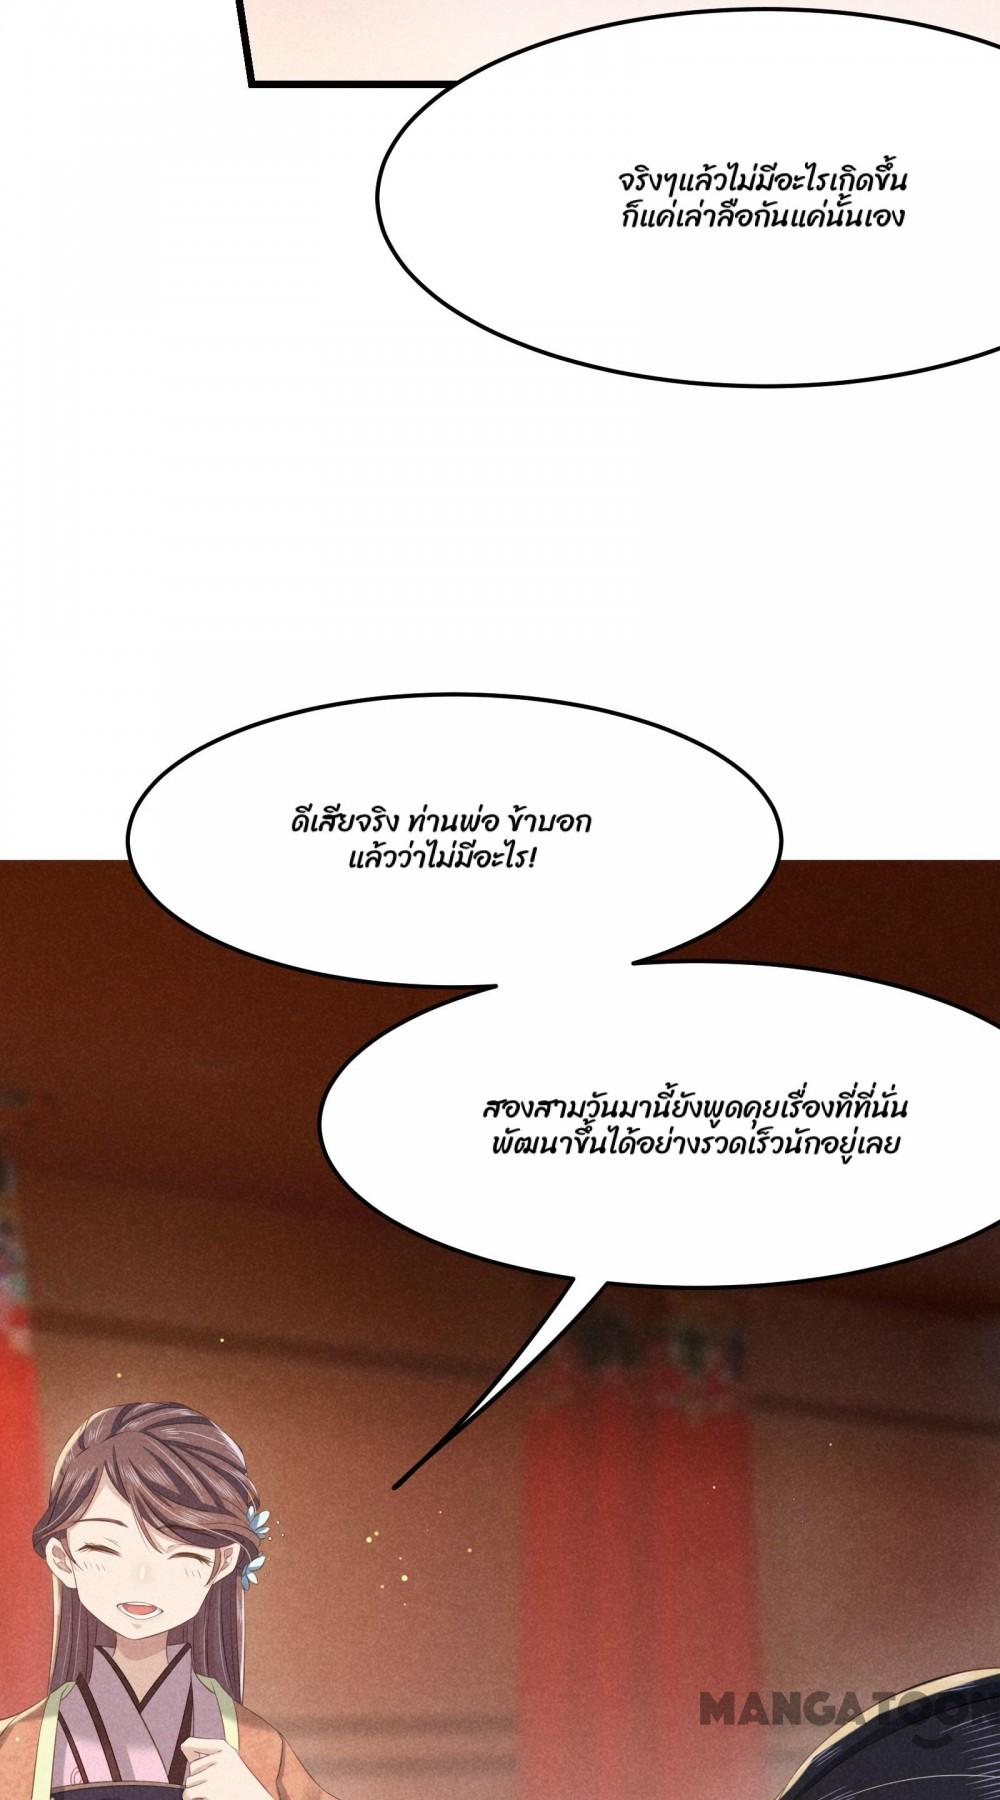 จริงๆแล้วไม่มีอะไรเกิดขึ้น
ก็แค่เล่าลือกันแค่นั้นเอง
ดีเสียจริง ท่านพ่อ ข้าบอก
แล้วว่าไม่มีอะไร!
สองสามวันมานี้ยังพูดคุยเรื่องที่ที่นั่น
พัฒนาขึ้นได้อย่างรวดเร็วนักอยู่เลย
MANGATOON